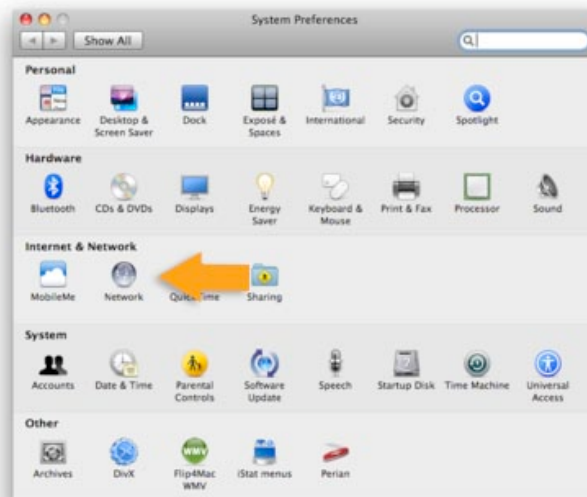 System Preferences
Show All
Personal
Appearance
Desktop & Screen Saver
Dock
Exposé & Spaces
International
Security
Spotlight
Hardware
Bluetooth
CDs & DVDs
Displays
Energy Saver
Keyboard & Mouse
Print & Fax
Processor
Sound
Internet & Network
MobileMe
Network
QuickTime
Sharing
System
Accounts
Date & Time
Parental Controls
Software Update
Speech
Startup Disk
Time Machine
Universal Access
Other
Archives
DivX
WMV
Flip4Mac WMV
iStat menus
Perian